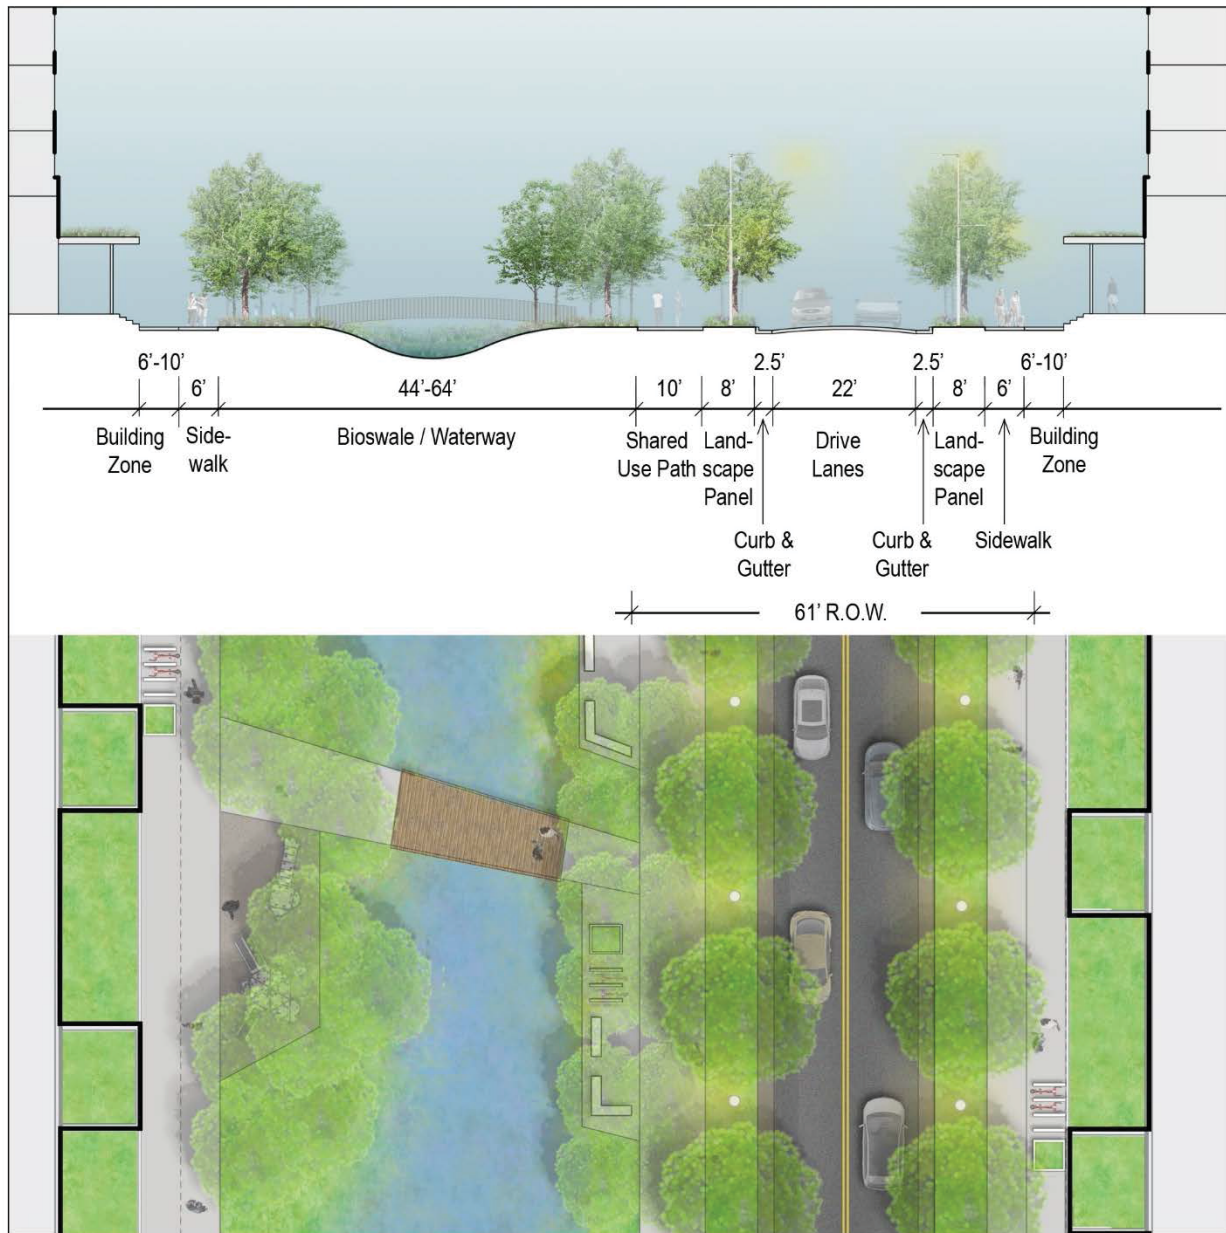 6'-10' 2.5' 2.5' 6'-10'
6' 44'-64' 10' 8' 22' 8' 6'
Building
Zone
Side-
walk
Bioswale / Waterway
Shared
Use Path
Land-
scape
Panel
Drive
Lanes
Land-
scape
Panel
Building
Zone
Curb &
Gutter
Curb &
Gutter
Sidewalk
61' R.O.W.